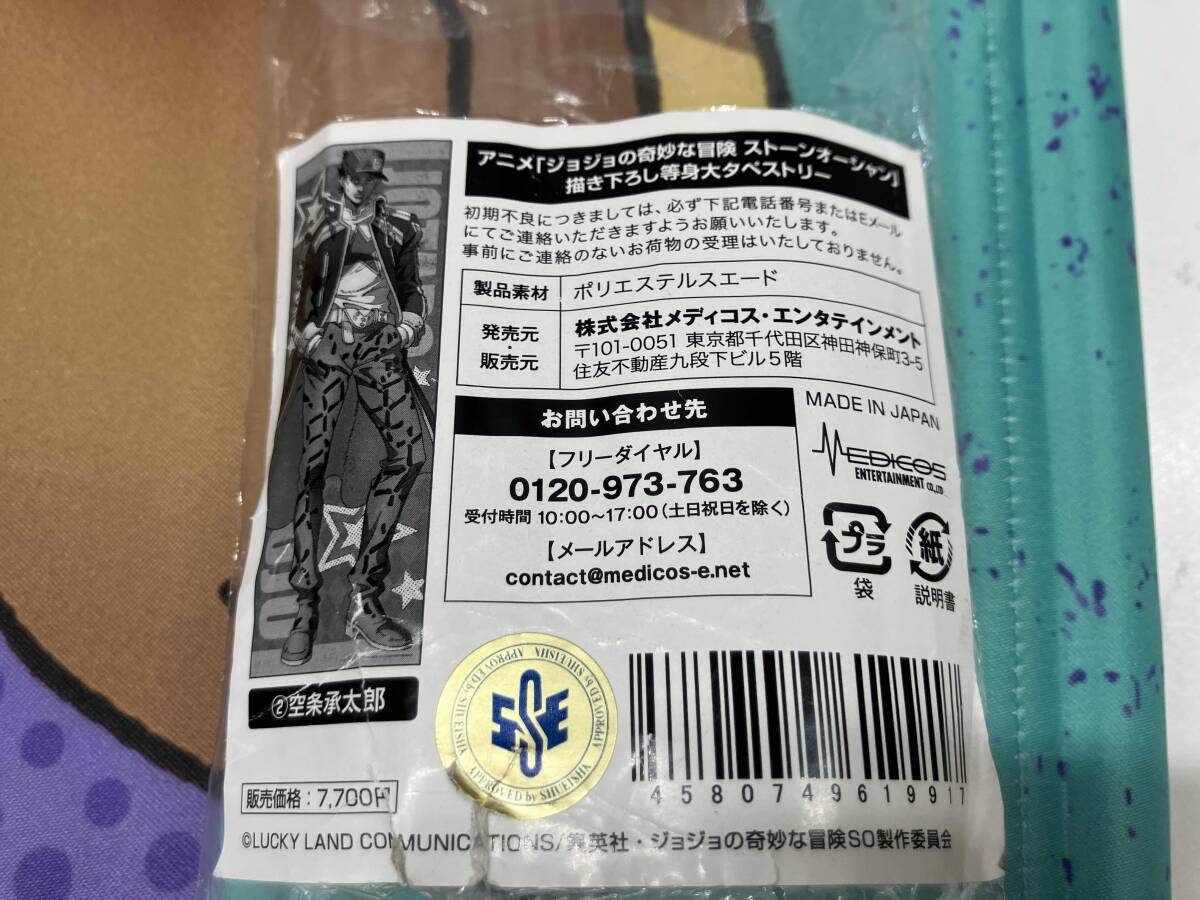 アニメ「ジョジョの奇妙な冒険 ストーンオーシャン」
描き下ろし等身大タペストリー
初期不良につきましては、必ず下記電話番号またはEメール
にてご連絡いただきますようお願いいたします。
事前にご連絡のないお荷物の受理はいたしておりません。
製品素材 ポリエステルスエード
発売元・販売元
株式会社メディコス・エンタテインメント
〒101-0051 東京都千代田区神田神保町3-5
住友不動産九段下ビル5階
お問い合わせ先
【フリーダイヤル】
0120-973-763
受付時間 10:00〜17:00(土日祝日を除く)
【メールアドレス】
contact@medicos-e.net
MADE IN JAPAN
MEDICOS
ENTERTAINMENT CO.,LTD
プラ
袋
紙
説明書
②空条承太郎
APPROVED by SHUEISHA
APPROVED by SHUEISHA
APPROVED by SHUEISHA
SSE
4580749619917
販売価格:7,700円
©LUCKY LAND COMMUNICATIONS/集英社・ジョジョの奇妙な冒険SO製作委員会